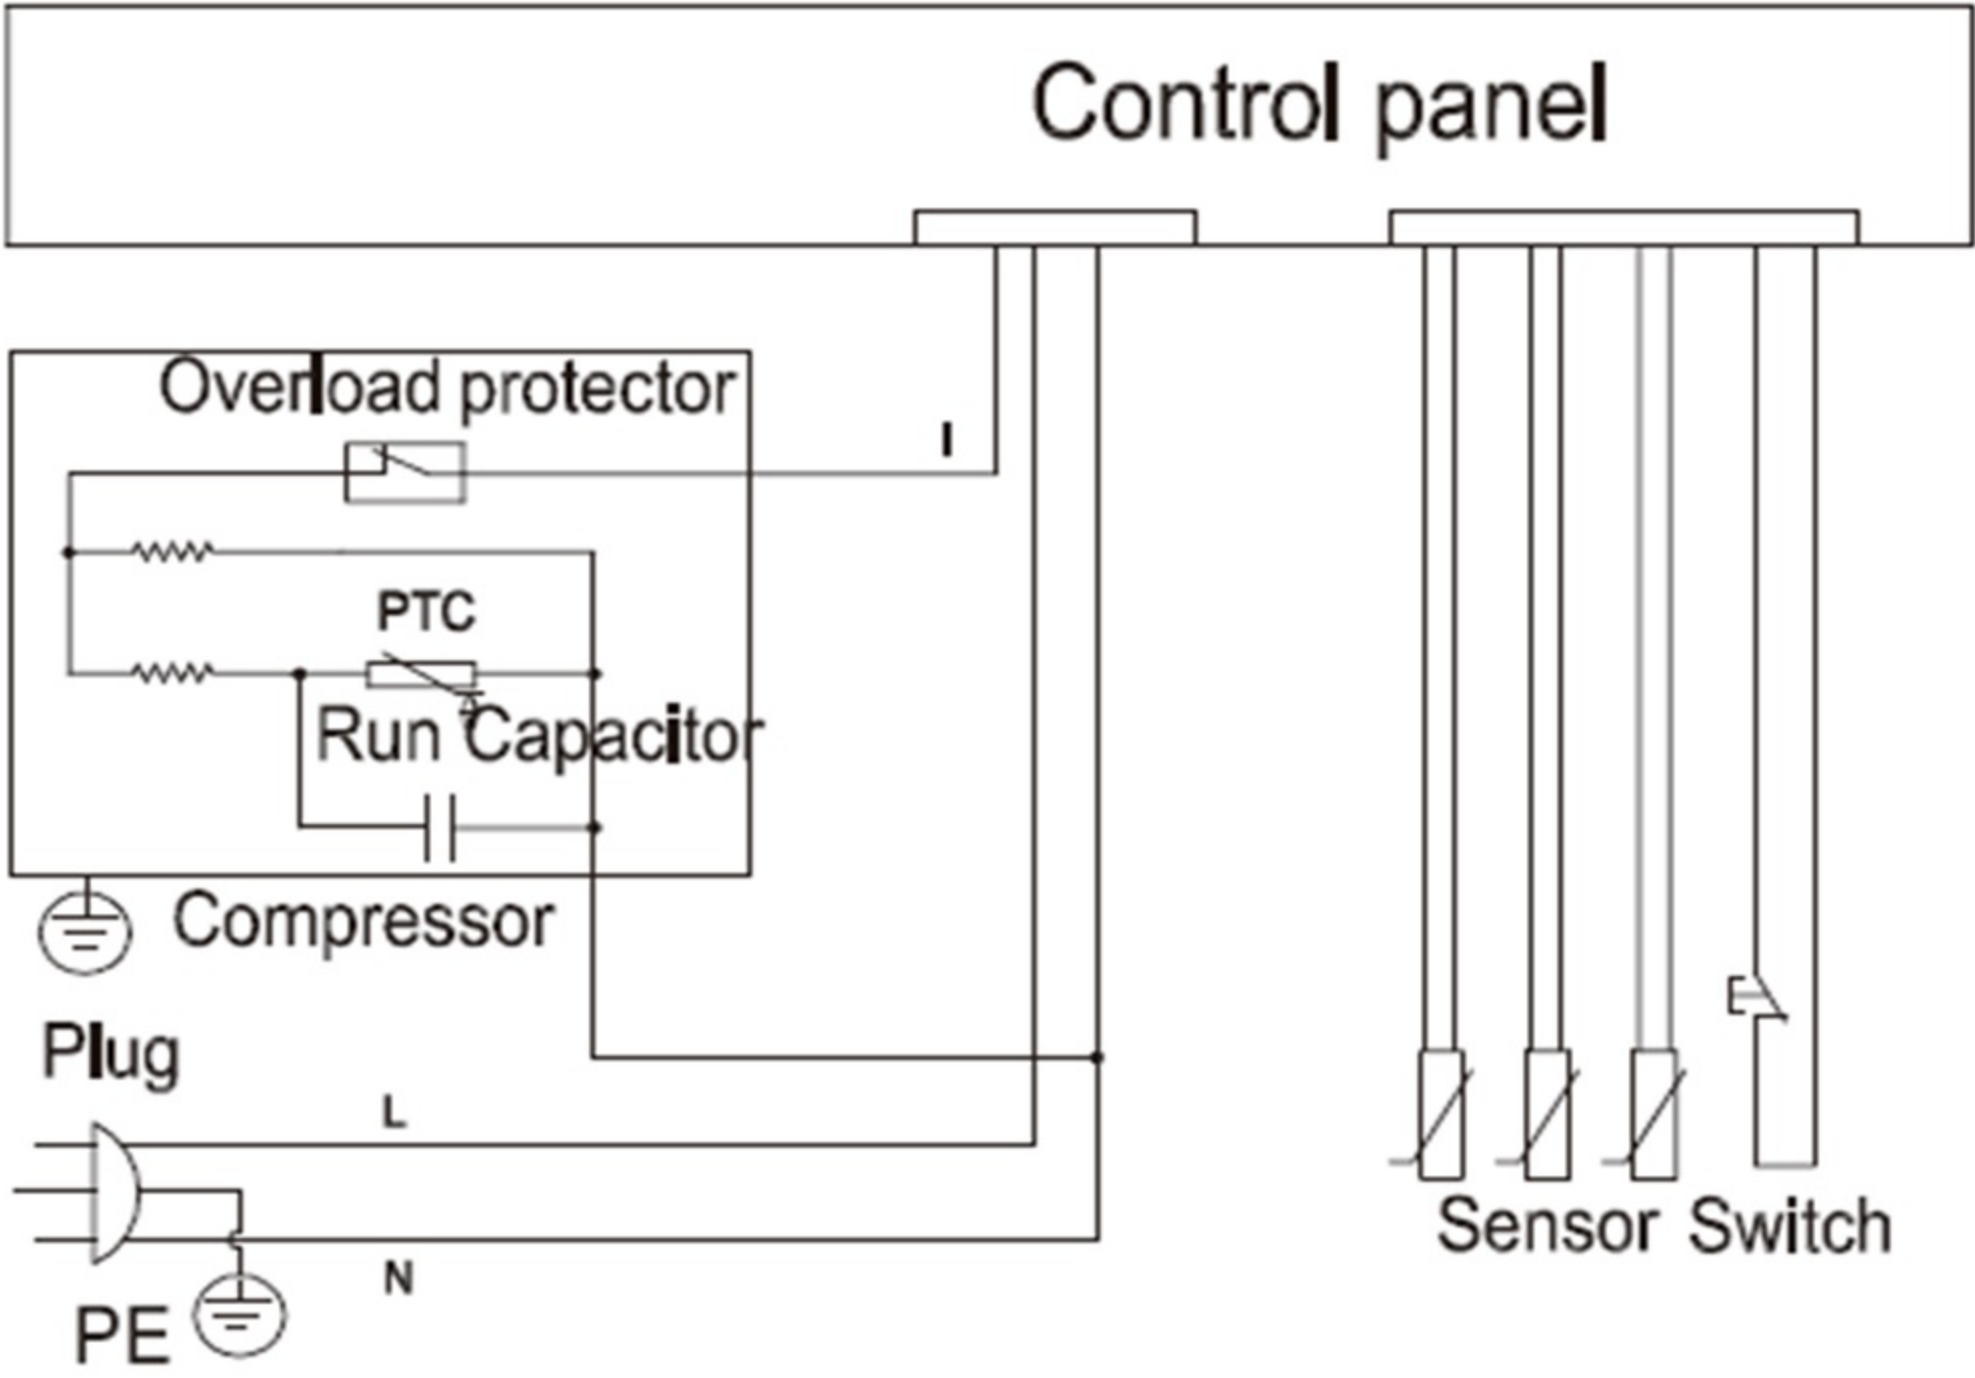 Control panel
Overload protector
I
PTC
Run Capacitor
Compressor
Plug
L
N
PE
Sensor Switch